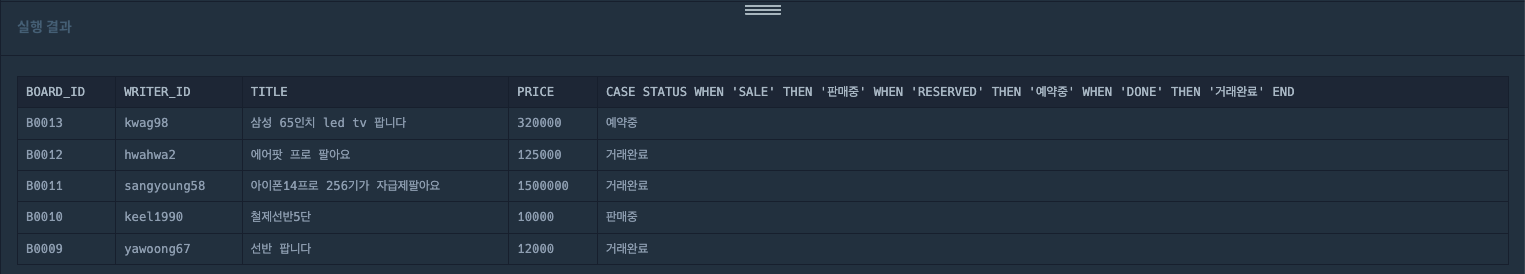 실행 결과
BOARD_ID WRITER_ID TITLE PRICE CASE STATUS WHEN 'SALE' THEN '판매중' WHEN 'RESERVED' THEN '예약중' WHEN 'DONE' THEN '거래완료' END
B0013 kwag98 삼성 65인치 led tv 팝니다 320000 예약중
B0012 hwahwa2 에어팟 프로 팔아요 125000 거래완료
B0011 sangyoung58 아이폰14프로 256기가 자급제팔아요 1500000 거래완료
B0010 keel1990 철제선반5단 10000 판매중
B0009 yawoong67 선반 팝니다 12000 거래완료